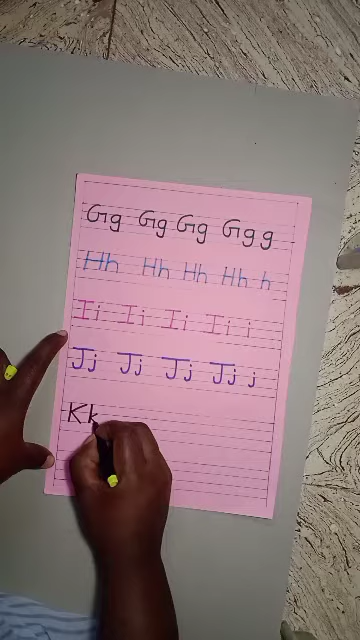 Gg Gg Gg Gg g
Hh Hh Hh Hh h
Ii Ii Ii Ii i
Jj Jj Jj Jj j
Kk